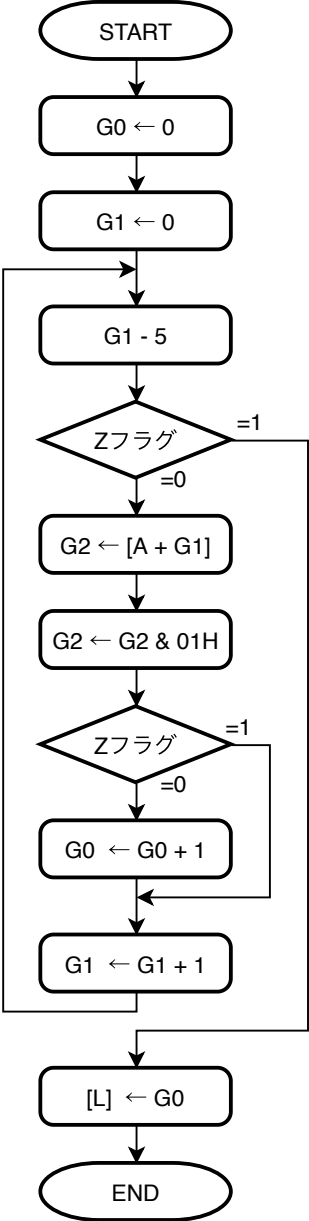 START
G0 ← 0
G1 ← 0
G1 - 5
Zフラグ
=1
=0
G2 ← [A + G1]
G2 ← G2 & 01H
Zフラグ
=1
=0
G0 ← G0 + 1
G1 ← G1 + 1
[L] ← G0
END